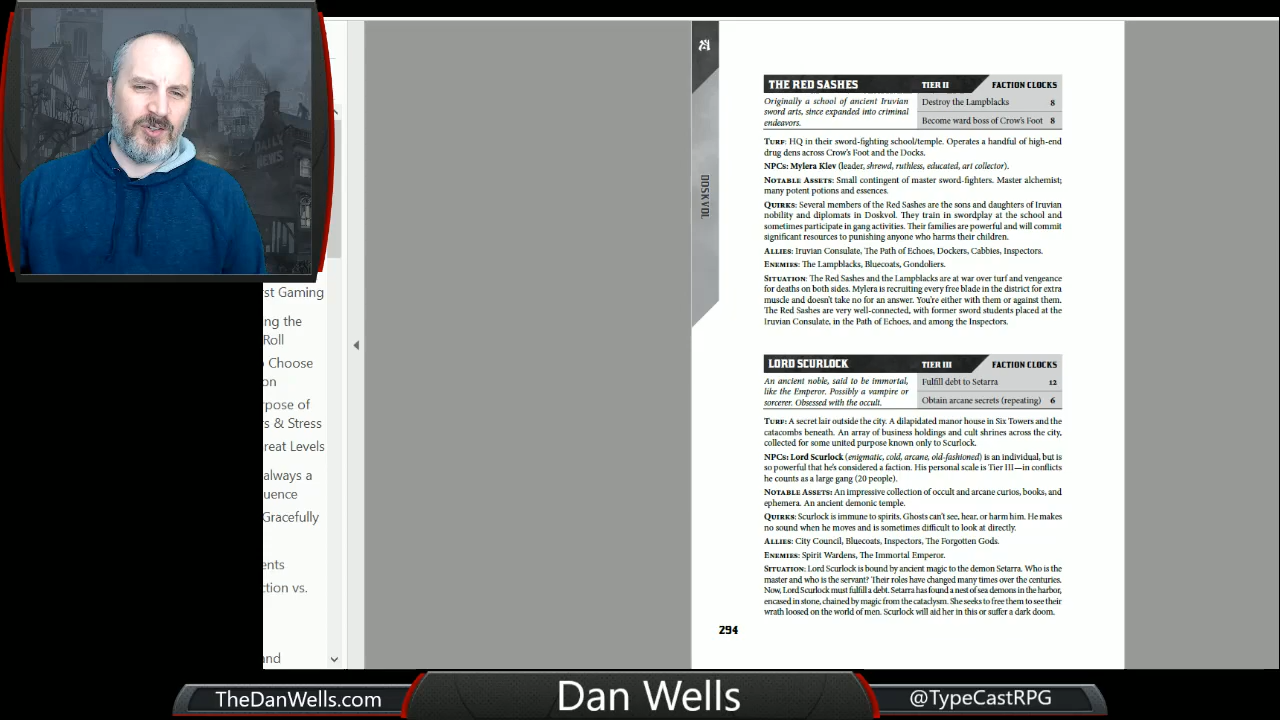 st Gaming
ng the
Roll
o Choose
on
pose of
s & Stress
reat Levels
always a
uence
Gracefully
ents
ction vs.
and
DOSKVOL
THE RED SASHES TIER II FACTION CLOCKS
Originally a school of ancient Iruvian
sword arts, since expanded into criminal
endeavors.
Destroy the Lampblacks 8
Become ward boss of Crow's Foot 8
TURF: HQ in their sword-fighting school/temple. Operates a handful of high-end
drug dens across Crow's Foot and the Docks.
NPCs: Mylera Klev (leader, shrewd, ruthless, educated, art collector).
NOTABLE ASSETS: Small contingent of master sword-fighters. Master alchemist;
many potent potions and essences.
QUIRKS: Several members of the Red Sashes are the sons and daughters of Iruvian
nobility and diplomats in Doskvol. They train in swordplay at the school and
sometimes participate in gang activities. Their families are powerful and will commit
significant resources to punishing anyone who harms their children.
ALLIES: Iruvian Consulate, The Path of Echoes, Dockers, Cabbies, Inspectors.
ENEMIES: The Lampblacks, Bluecoats, Gondoliers.
SITUATION: The Red Sashes and the Lampblacks are at war over turf and vengeance
for deaths on both sides. Mylera is recruiting every free blade in the district for extra
muscle and doesn't take no for an answer. You're either with them or against them.
The Red Sashes are very well-connected, with former sword students placed at the
Iruvian Consulate, in the Path of Echoes, and among the Inspectors.
LORD SCURLOCK TIER III FACTION CLOCKS
An ancient noble, said to be immortal,
like the Emperor. Possibly a vampire or
sorcerer. Obsessed with the occult.
Fulfill debt to Setarra 12
Obtain arcane secrets (repeating) 6
TURF: A secret lair outside the city. A dilapidated manor house in Six Towers and the
catacombs beneath. An array of business holdings and cult shrines across the city,
collected for some united purpose known only to Scurlock.
NPCs: Lord Scurlock (enigmatic, cold, arcane, old-fashioned) is an individual, but is
so powerful that he's considered a faction. His personal scale is Tier III—in conflicts
he counts as a large gang (20 people).
NOTABLE ASSETS: An impressive collection of occult and arcane curios, books, and
ephemera. An ancient demonic temple.
QUIRKS: Scurlock is immune to spirits. Ghosts can't see, hear, or harm him. He makes
no sound when he moves and is sometimes difficult to look at directly.
ALLIES: City Council, Bluecoats, Inspectors, The Forgotten Gods.
ENEMIES: Spirit Wardens, The Immortal Emperor.
SITUATION: Lord Scurlock is bound by ancient magic to the demon Setarra. Who is the
master and who is the servant? Their roles have changed many times over the centuries.
Now, Lord Scurlock must fulfill a debt. Setarra has found a nest of sea demons in the harbor,
encased in stone, chained by magic from the cataclysm. She seeks to free them to see their
wrath loosed on the world of men. Scurlock will aid her in this or suffer a dark doom.
294
TheDanWells.com
Dan Wells
@TypeCastRPG